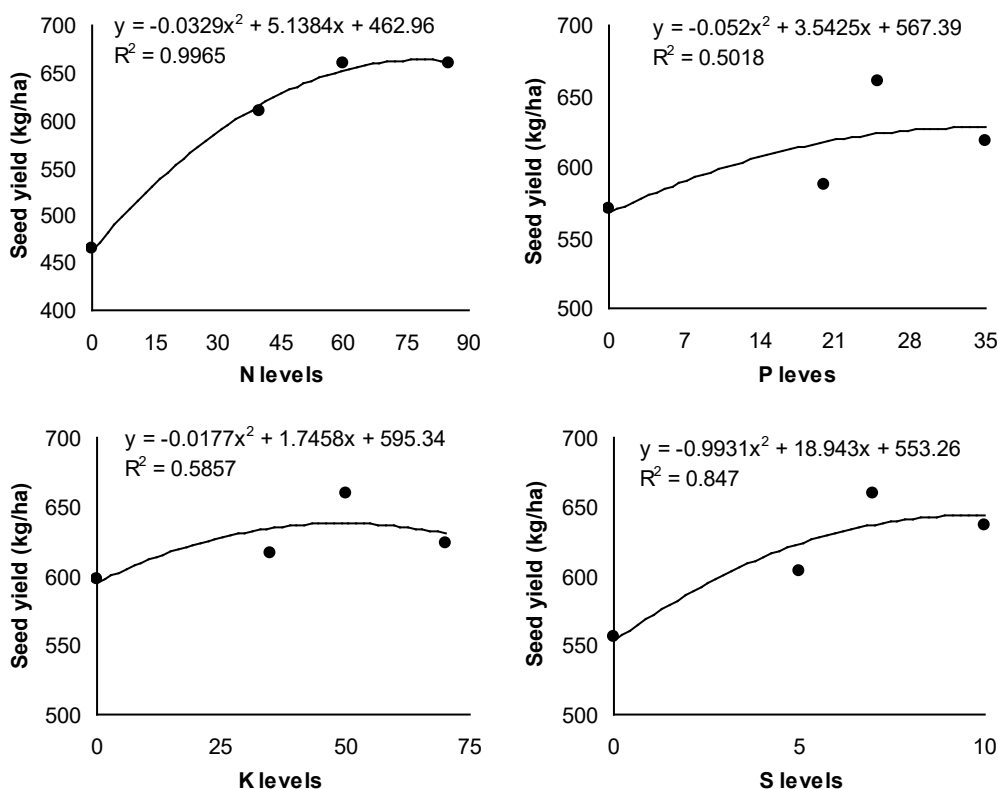 y = -0.0329x² + 5.1384x + 462.96
R² = 0.9965
Seed yield (kg/ha)
700
650
600
550
500
450
400
0 15 30 45 60 75 90
N levels
y = -0.052x² + 3.5425x + 567.39
R² = 0.5018
Seed yield (kg/ha)
700
650
600
550
500
0 7 14 21 28 35
P leves
y = -0.0177x² + 1.7458x + 595.34
R² = 0.5857
Seed yield (kg/ha)
700
650
600
550
500
0 25 50 75
K levels
y = -0.9931x² + 18.943x + 553.26
R² = 0.847
Seed yield (kg/ha)
700
650
600
550
500
0 5 10
S levels